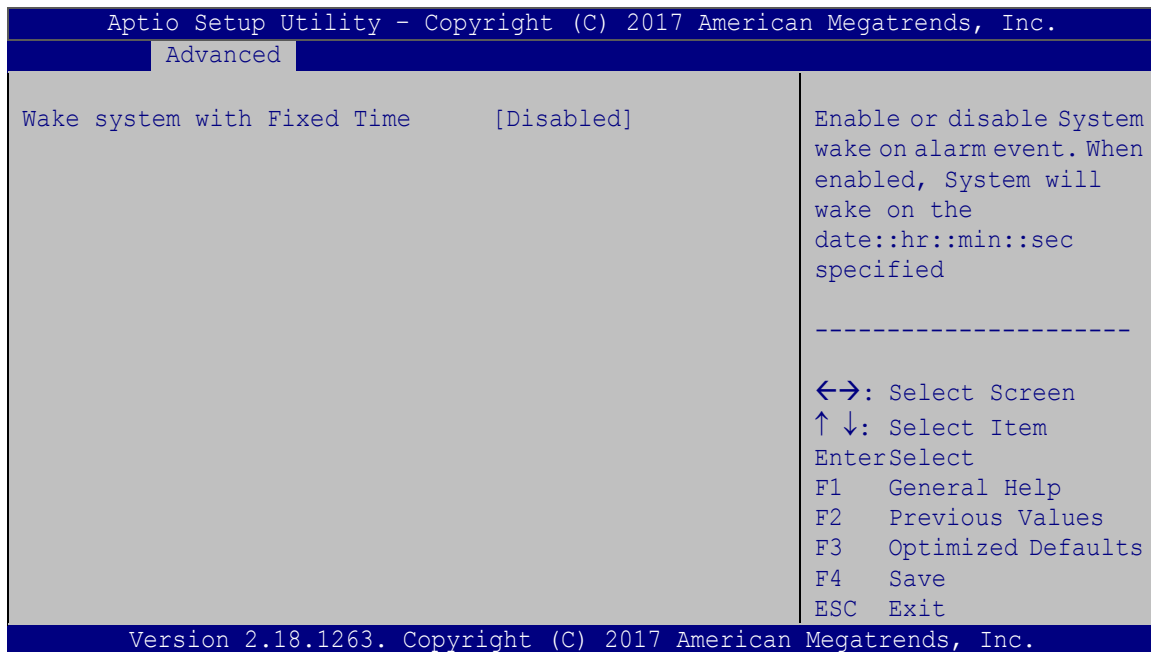 Aptio Setup Utility – Copyright (C) 2017 American Megatrends, Inc.
Advanced
Wake system with Fixed Time [Disabled]
Enable or disable System
wake on alarm event. When
enabled, System will
wake on the
date::hr::min::sec
specified
----------------------
←→: Select Screen
↑ ↓: Select Item
EnterSelect
F1 General Help
F2 Previous Values
F3 Optimized Defaults
F4 Save
ESC Exit
Version 2.18.1263. Copyright (C) 2017 American Megatrends, Inc.